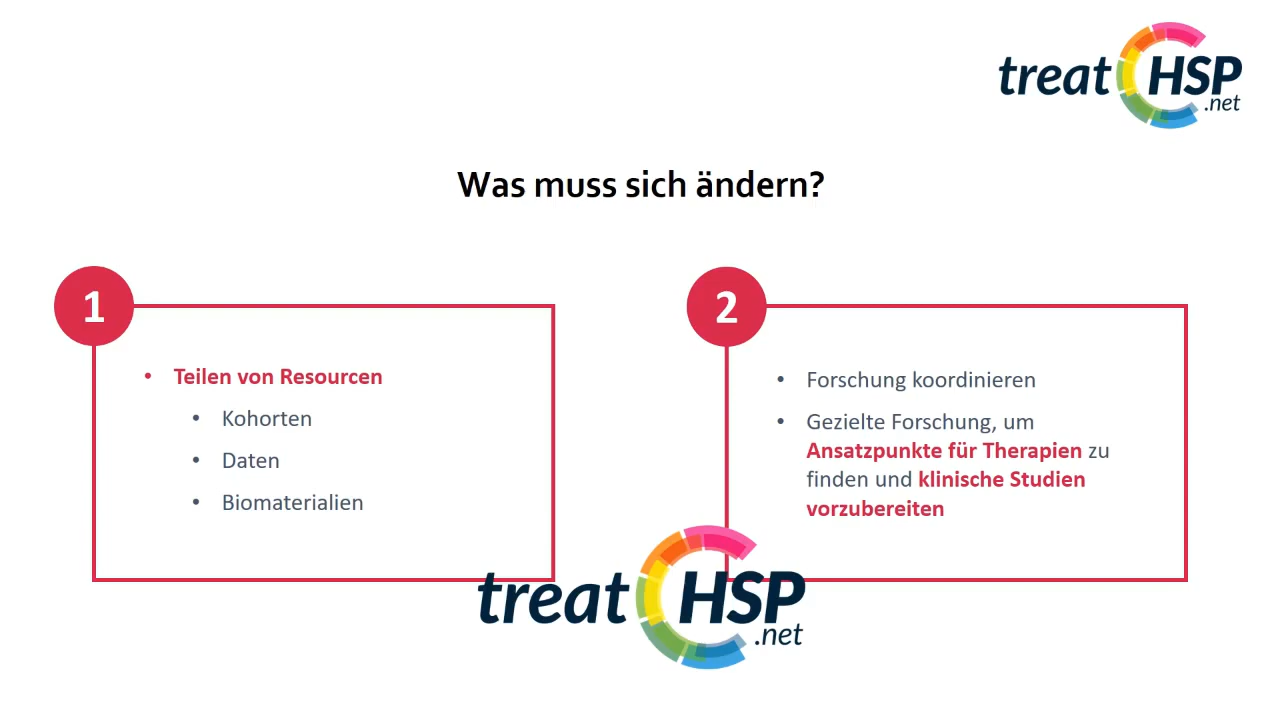 treat HSP
.net
Was muss sich ändern?
1
• Teilen von Resourcen
• Kohorten
• Daten
• Biomaterialien
2
• Forschung koordinieren
• Gezielte Forschung, um
Ansatzpunkte für Therapien zu
finden und klinische Studien
vorzubereiten
treat HSP
.net